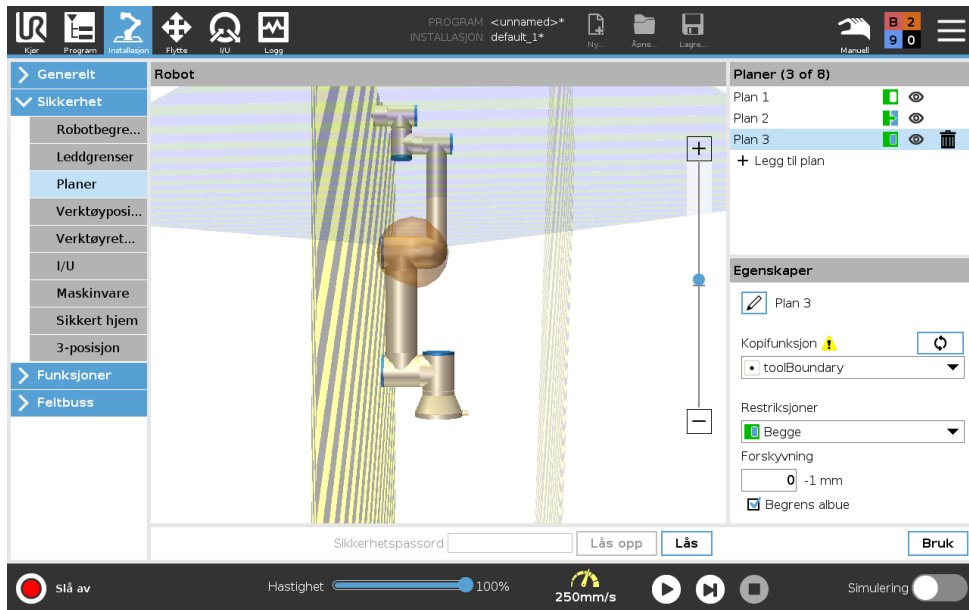 PROGRAM <unnamed>*
INSTALLASJON default_1*
Kjør
Program
Installasjon
Flytte
I/U
Logg
Ny...
Åpne...
Lagre...
Manuell
B 2
9 0
Generelt
Sikkerhet
Robotbegre...
Leddgrenser
Planer
Verktøyposi...
Verktøyret...
I/U
Maskinvare
Sikkert hjem
3-posisjon
Funksjoner
Feltbuss
Robot
Planer (3 of 8)
Plan 1
Plan 2
Plan 3
+ Legg til plan
Egenskaper
Plan 3
Kopifunksjon
toolBoundary
Restriksjoner
Begge
Forskyvning
0 -1 mm
Begrens albue
Sikkerhetspassord
Lås opp
Lås
Bruk
Slå av
Hastighet
100%
250mm/s
Simulering